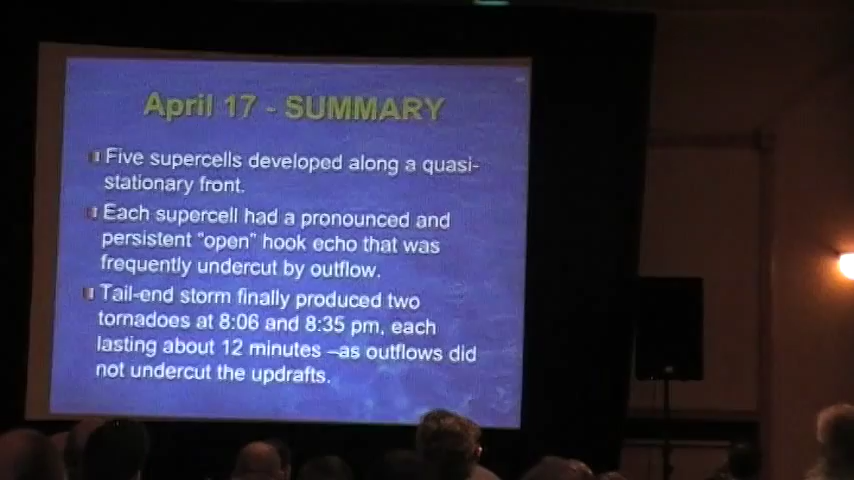 April 17 - SUMMARY
Five supercells developed along a quasi-
stationary front.
Each supercell had a pronounced and
persistent "open" hook echo that was
frequently undercut by outflow.
Tail-end storm finally produced two
tornadoes at 8:06 and 8:35 pm, each
lasting about 12 minutes –as outflows did
not undercut the updrafts.